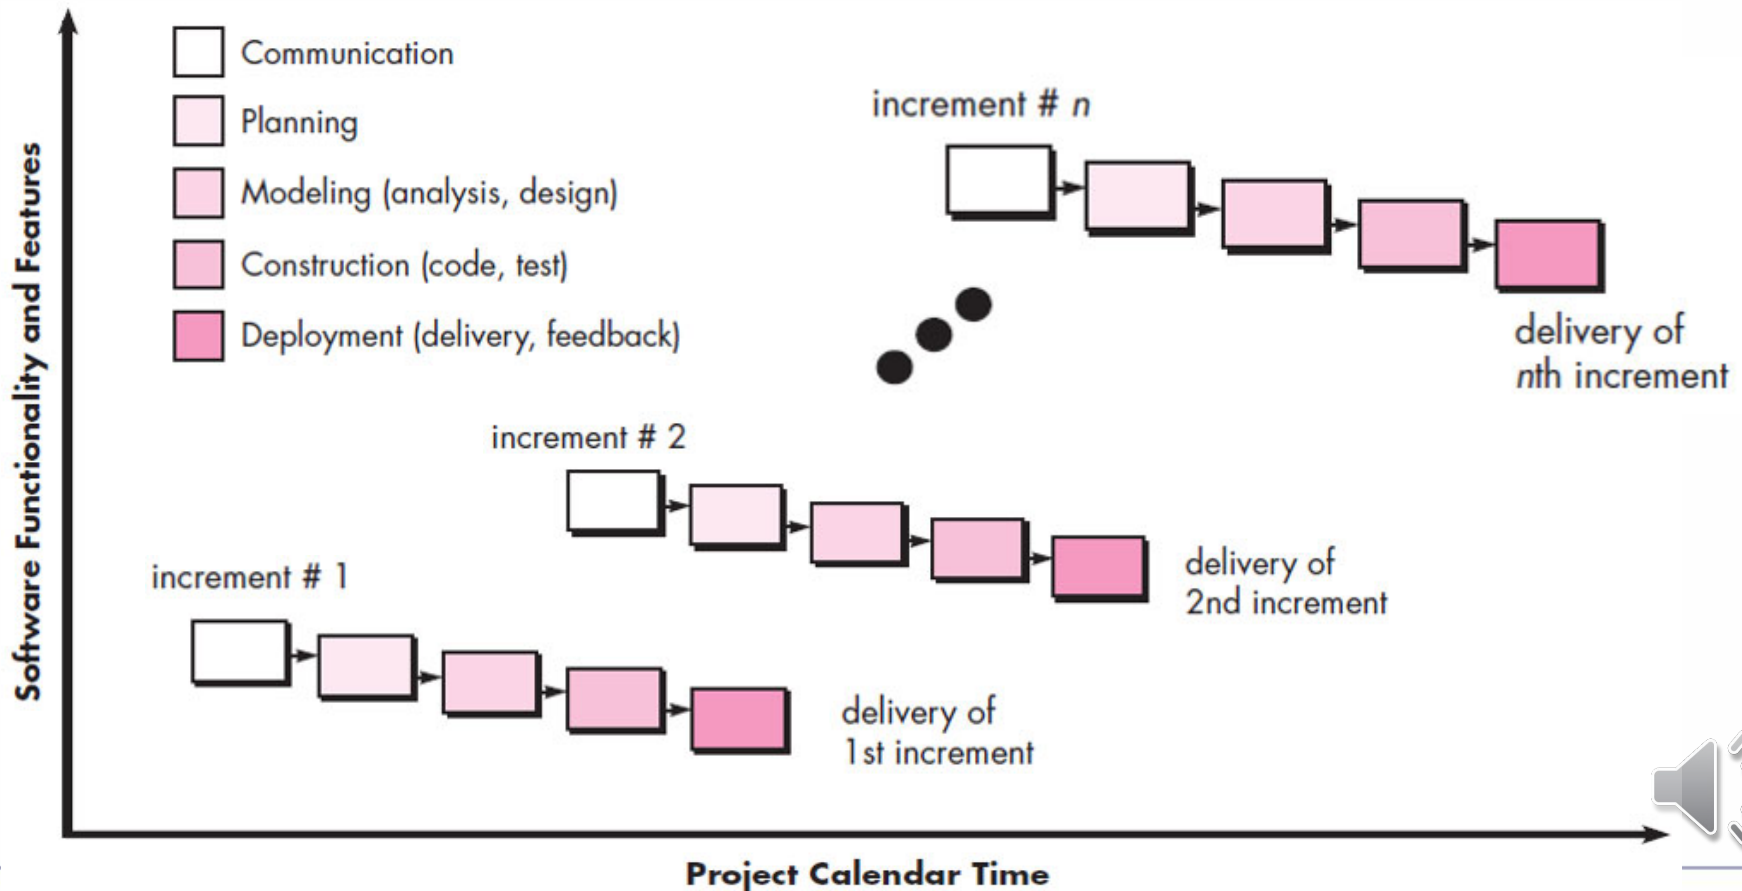 Communication
Planning
Modeling (analysis, design)
Construction (code, test)
Deployment (delivery, feedback)
increment # n
delivery of
nth increment
increment # 2
delivery of
2nd increment
increment # 1
delivery of
1st increment
Software Functionality and Features
Project Calendar Time